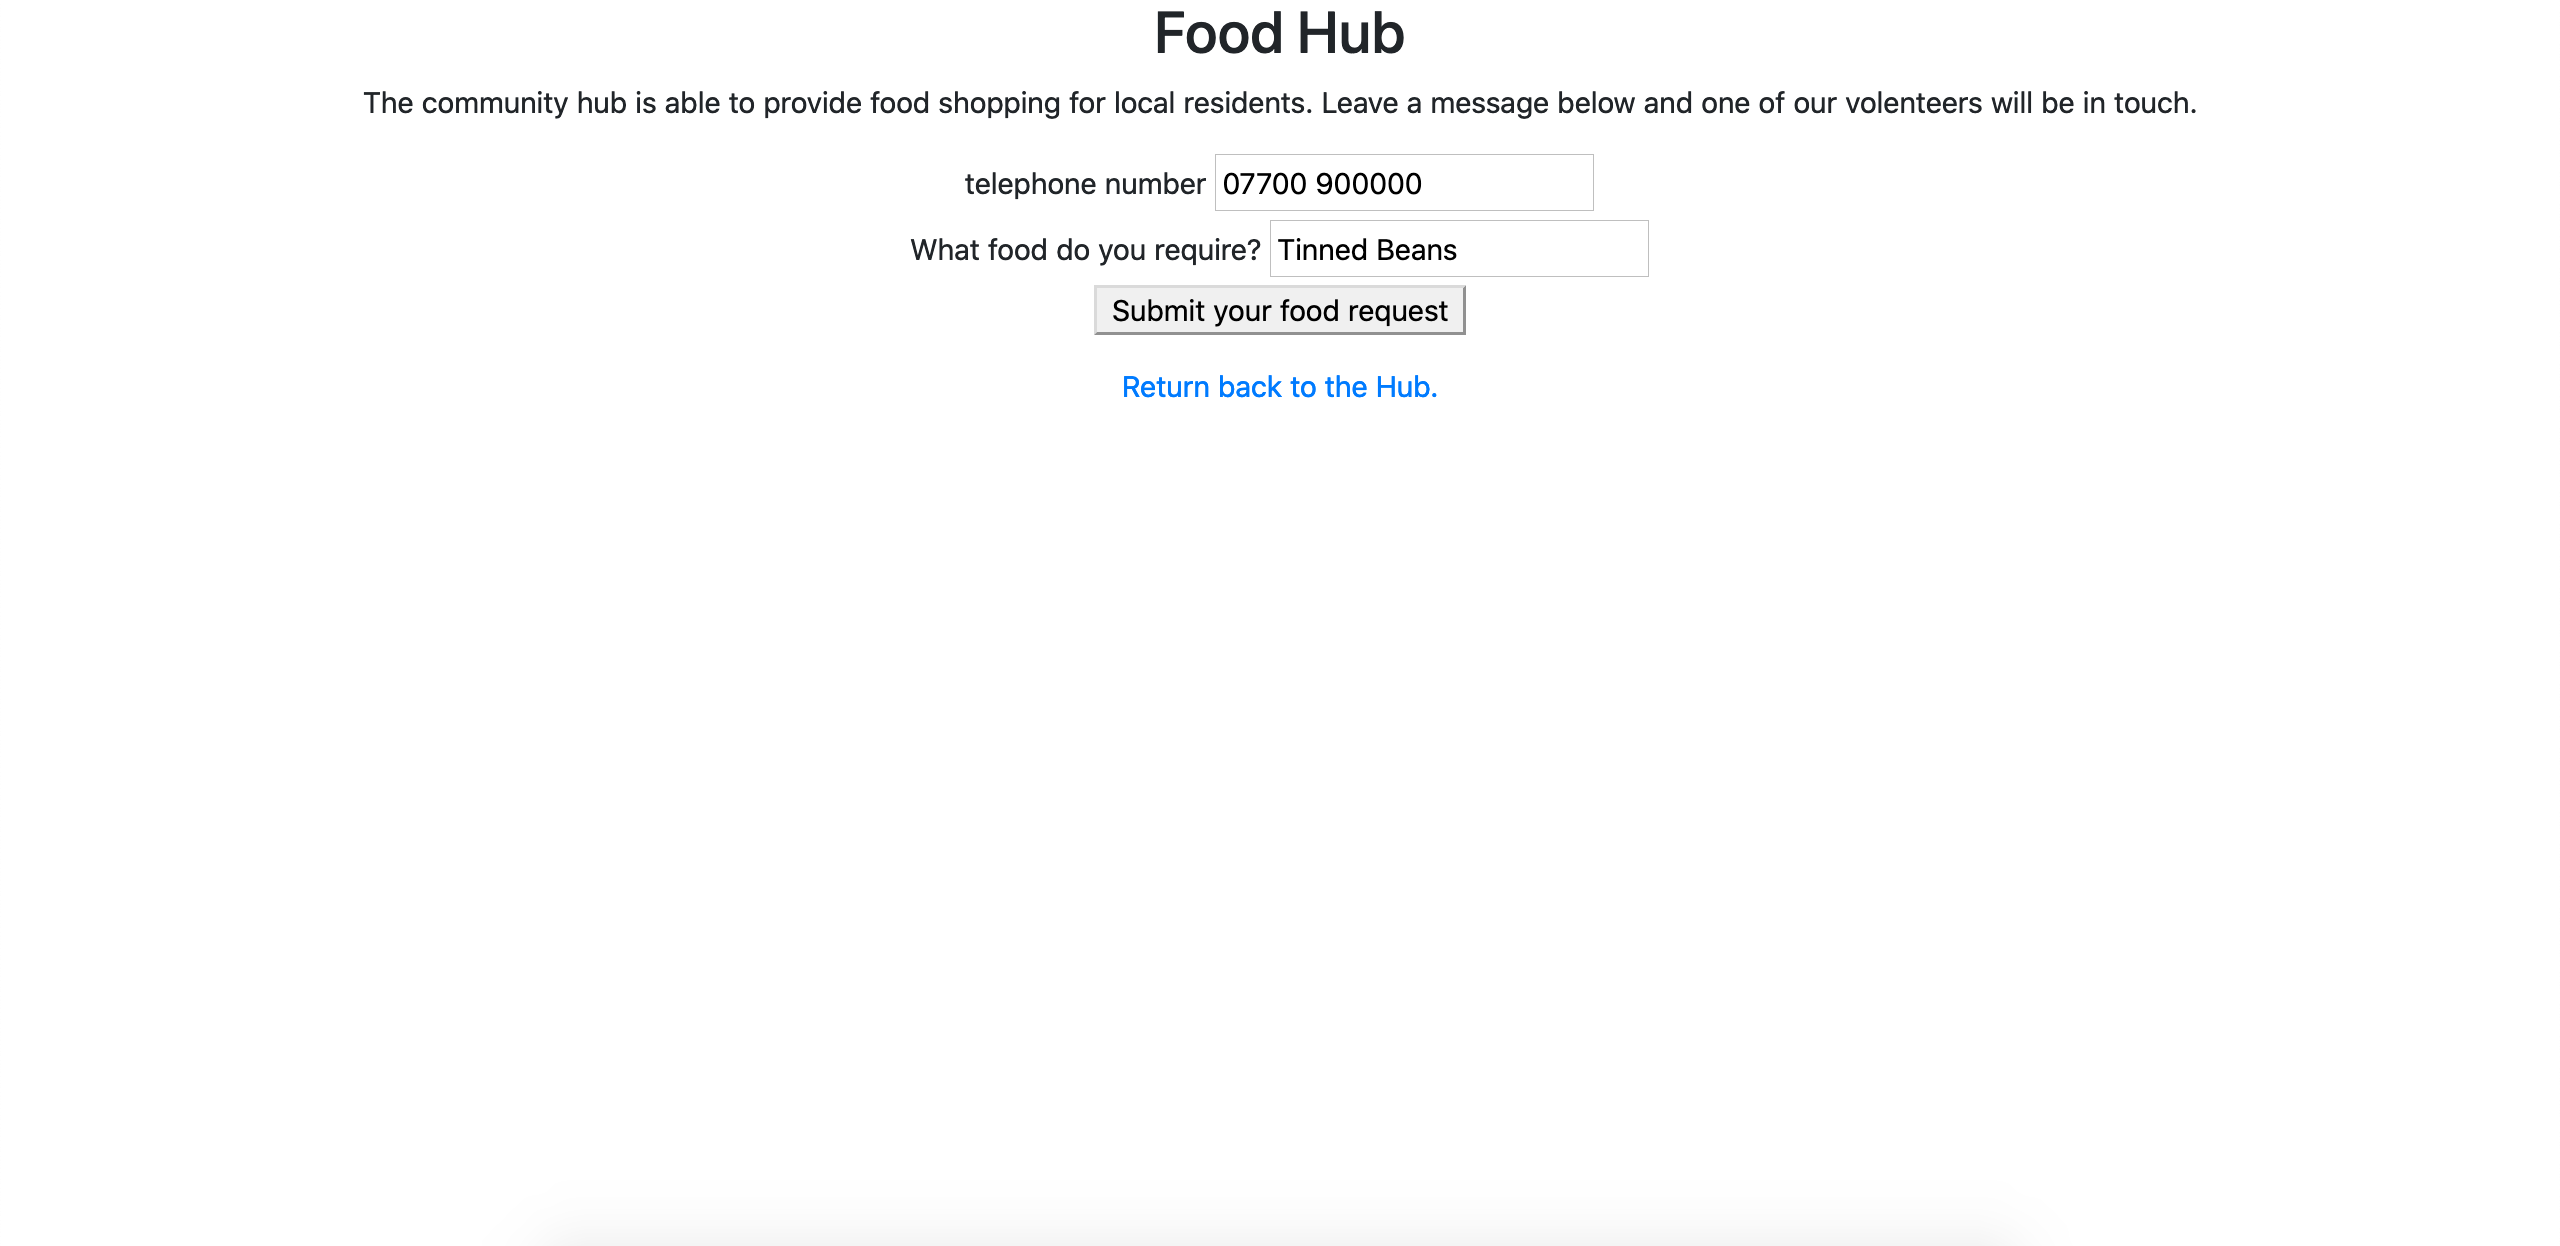 Food Hub
The community hub is able to provide food shopping for local residents. Leave a message below and one of our volenteers will be in touch.
telephone number 07700 900000
What food do you require? Tinned Beans
Submit your food request
Return back to the Hub.